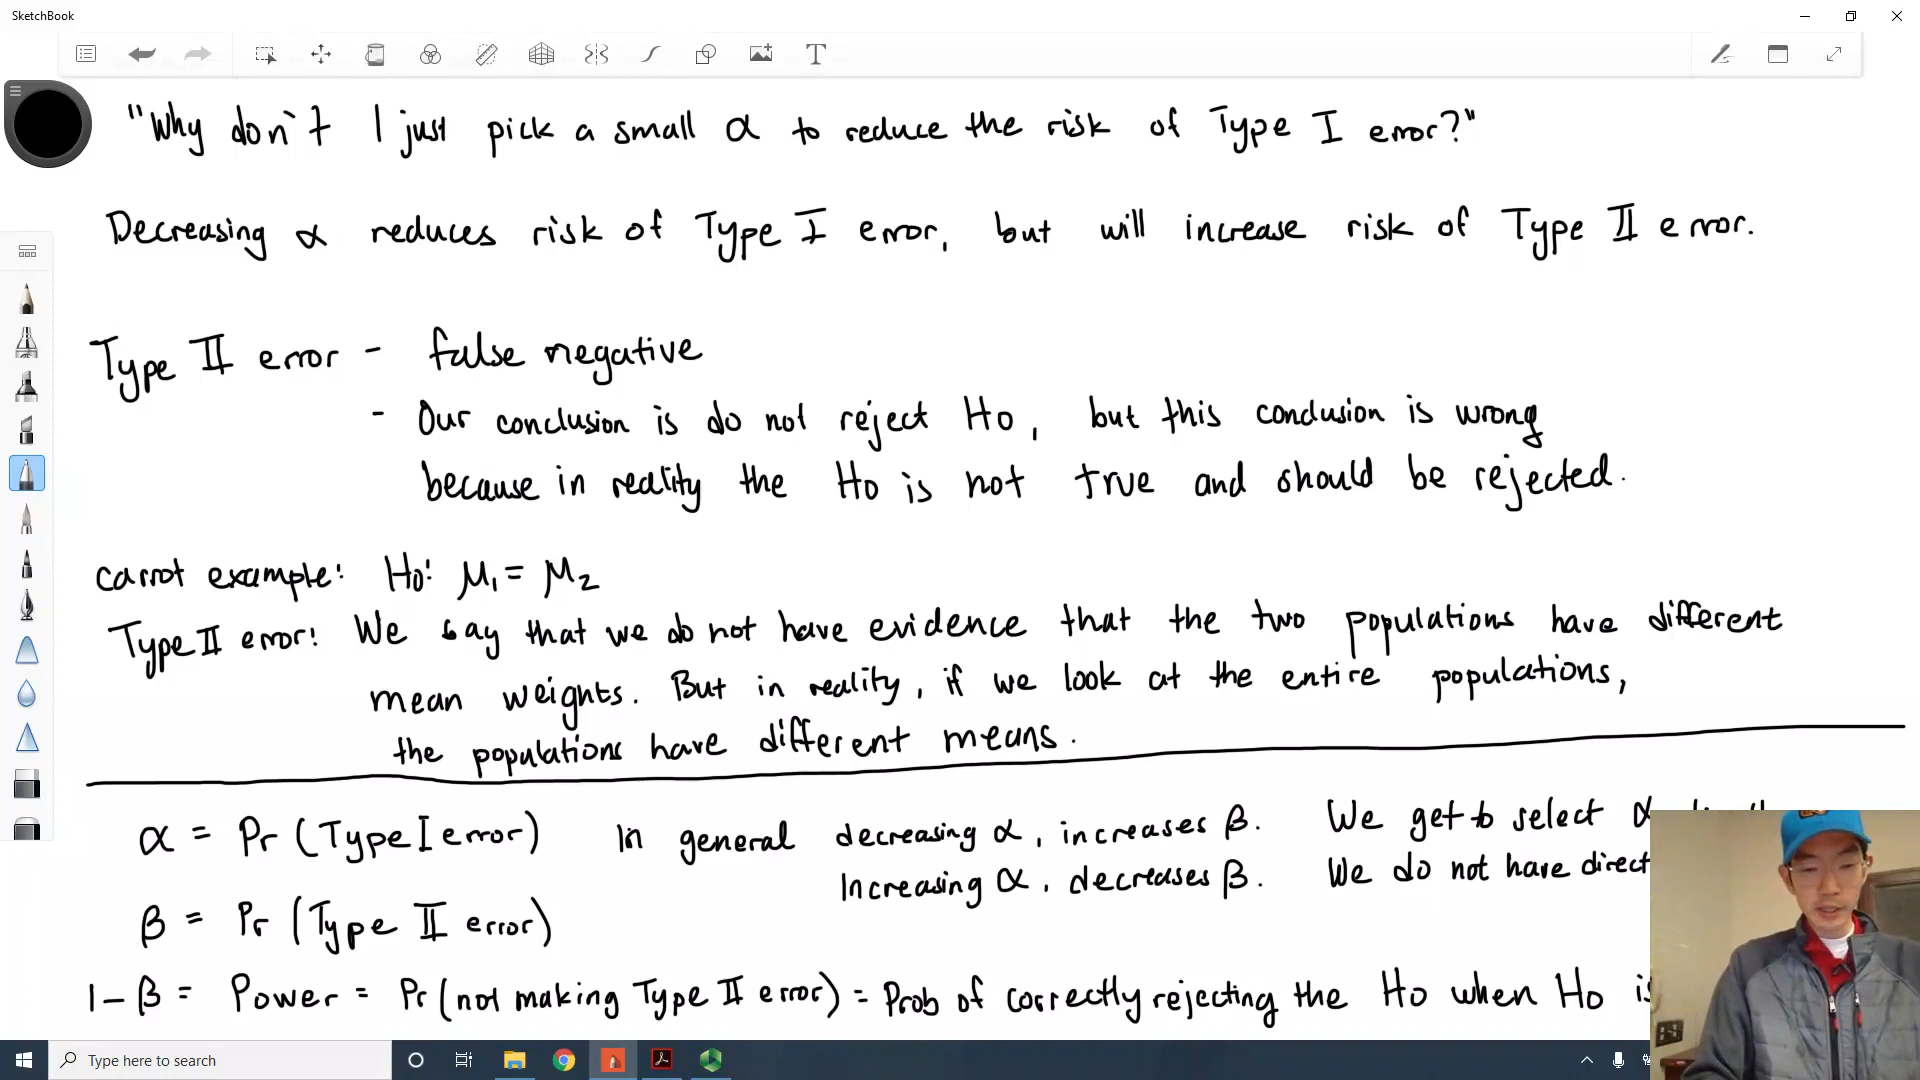 SketchBook
"Why don't I just pick a small α to reduce the risk of Type I error?"
Decreasing α reduces risk of Type I error, but will increase risk of Type II error.
Type II error - false negative
- Our conclusion is do not reject Ho, but this conclusion is wrong
because in reality the Ho is not true and should be rejected.
carrot example: Ho: μ₁ = μ₂
Type II error: We say that we do not have evidence that the two populations have different
mean weights. But in reality, if we look at the entire populations,
the populations have different means.
α = Pr (Type I error) In general decreasing α, increases β. We get to select α
Increasing α, decreases β. We do not have direct
β = Pr (Type II error)
1 - β = Power = Pr (not making Type II error) = Prob of correctly rejecting the Ho when Ho is
Type here to search